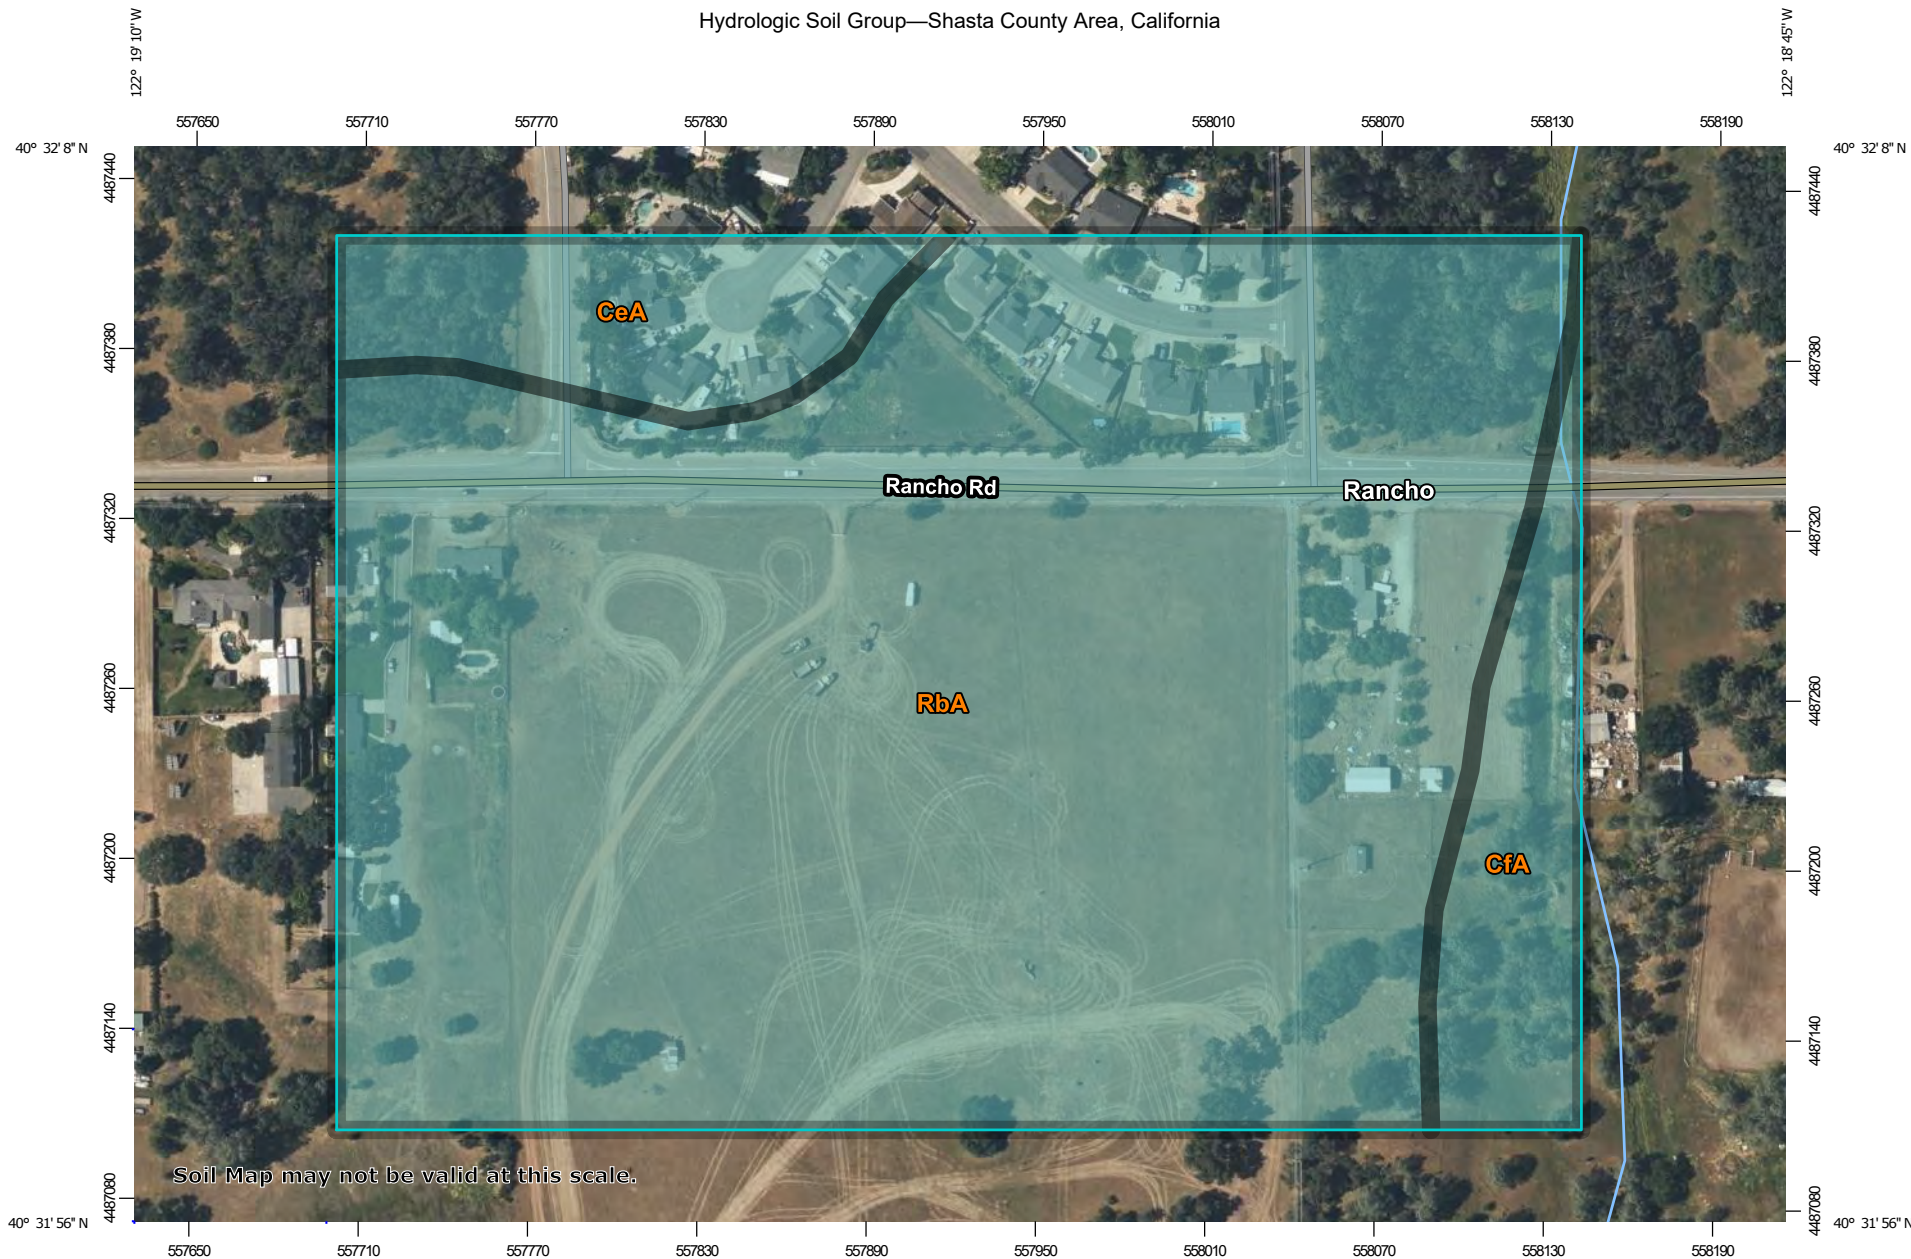 Hydrologic Soil Group—Shasta County Area, California
122° 19' 10" W
122° 18' 45" W
557650 557710 557770 557830 557890 557950 558010 558070 558130 558190
40° 32' 8" N
40° 32' 8" N
4487440
4487440
CeA
4487380
4487380
Rancho Rd
Rancho
4487320
4487320
4487260
4487260
RbA
4487200
4487200
CfA
4487140
4487140
Soil Map may not be valid at this scale.
4487080
4487080
40° 31' 56" N
40° 31' 56" N
557650 557710 557770 557830 557890 557950 558010 558070 558130 558190